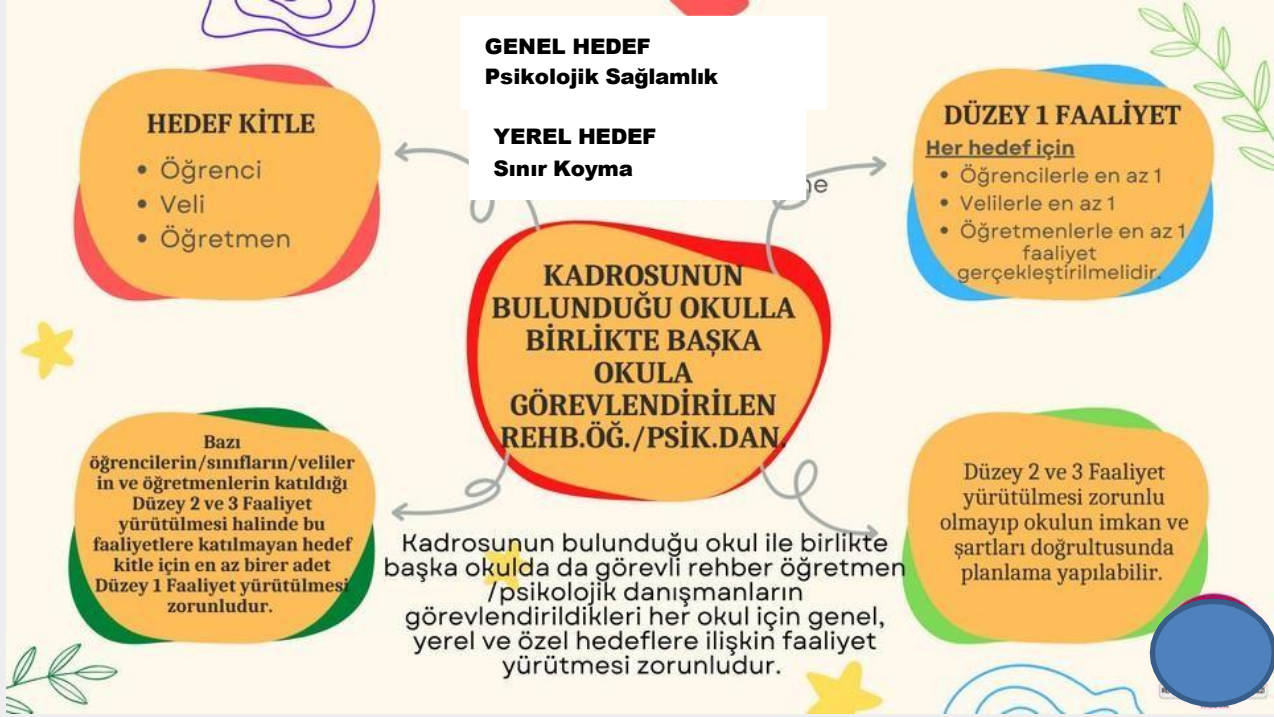 GENEL HEDEF
Psikolojik Sağlamlık
YEREL HEDEF
Sınır Koyma
HEDEF KİTLE
• Öğrenci
• Veli
• Öğretmen
DÜZEY 1 FAALİYET
Her hedef için
• Öğrencilerle en az 1
• Velilerle en az 1
• Öğretmenlerle en az 1
faaliyet
gerçekleştirilmelidir.
KADROSUNUN
BULUNDUĞU OKULLA
BİRLİKTE BAŞKA
OKULA
GÖREVLENDİRİLEN
REHB.ÖĞ./PSİK.DAN.
Bazı
öğrencilerin/sınıfların/veliler
in ve öğretmenlerin katıldığı
Düzey 2 ve 3 Faaliyet
yürütülmesi halinde bu
faaliyetlere katılmayan hedef
kitle için en az birer adet
Düzey 1 Faaliyet yürütülmesi
zorunludur.
Kadrosunun bulunduğu okul ile birlikte
başka okulda da görevli rehber öğretmen
/psikolojik danışmanların
görevlendirildikleri her okul için genel,
yerel ve özel hedeflere ilişkin faaliyet
yürütmesi zorunludur.
Düzey 2 ve 3 Faaliyet
yürütülmesi zorunlu
olmayıp okulun imkan ve
şartları doğrultusunda
planlama yapılabilir.